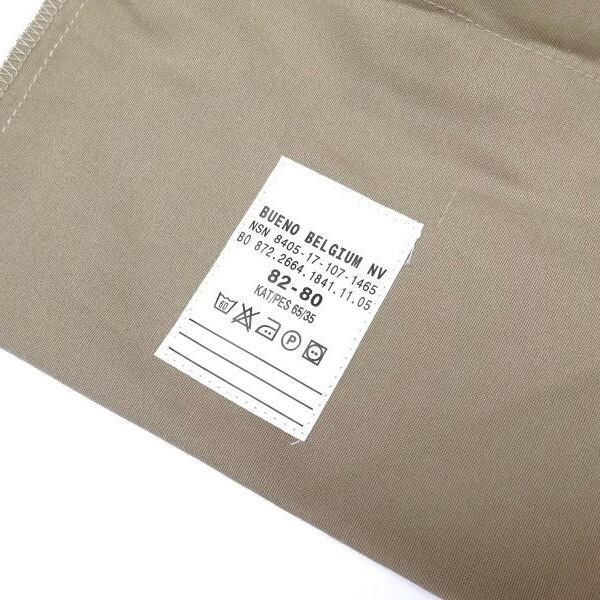 BUENO BELGIUM NV
NSN 8405-17-107-1465
BO 872.2664.1841.11.05
82-80
KAT/PES 65/35
60 P